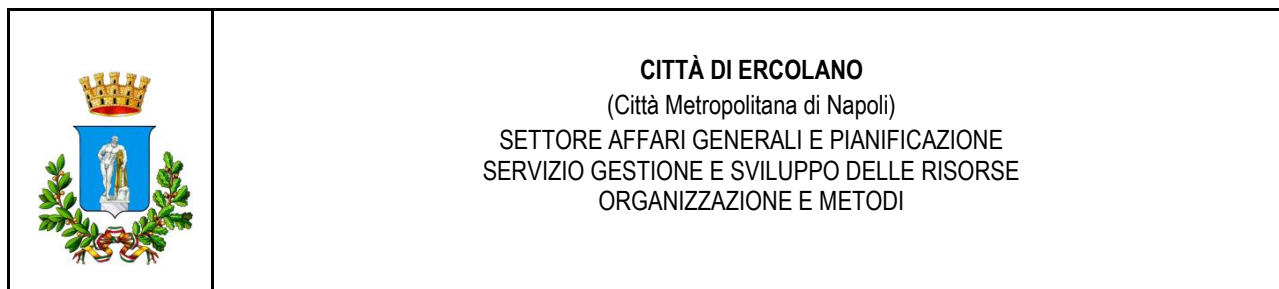 CITTÀ DI ERCOLANO
(Città Metropolitana di Napoli)
SETTORE AFFARI GENERALI E PIANIFICAZIONE
SERVIZIO GESTIONE E SVILUPPO DELLE RISORSE
ORGANIZZAZIONE E METODI